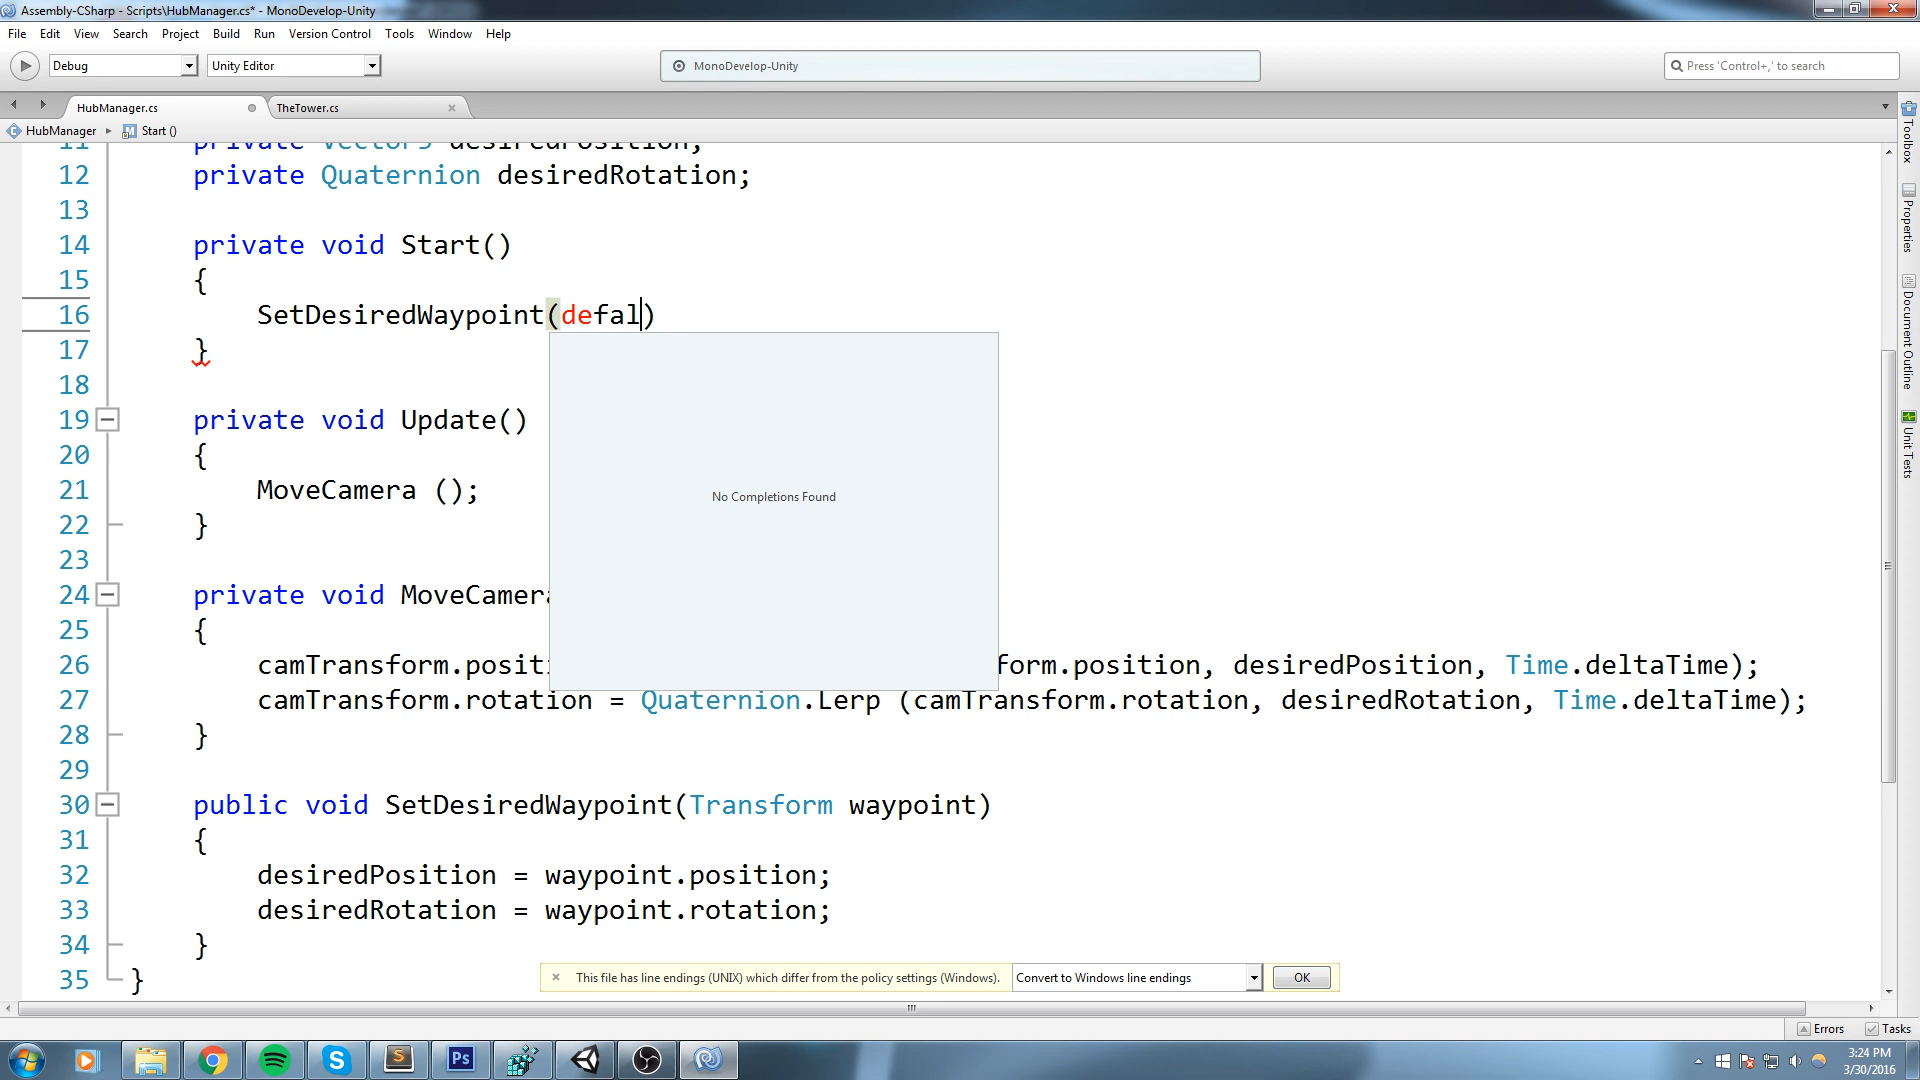 Assembly-CSharp - Scripts\HubManager.cs* - MonoDevelop-Unity
File Edit View Search Project Build Run Version Control Tools Window Help
Debug Unity Editor MonoDevelop-Unity Press 'Control+,' to search
HubManager.cs TheTower.cs
HubManager Start ()
11 private Vector3 desiredPosition;
12 private Quaternion desiredRotation;
13
14 private void Start()
15 {
16 SetDesiredWaypoint(defal)
17 }
18
19 private void Update()
20 {
21 MoveCamera ();
22 }
23
24 private void MoveCamera
25 {
26 camTransform.positi form.position, desiredPosition, Time.deltaTime);
27 camTransform.rotation = Quaternion.Lerp (camTransform.rotation, desiredRotation, Time.deltaTime);
28 }
29
30 public void SetDesiredWaypoint(Transform waypoint)
31 {
32 desiredPosition = waypoint.position;
33 desiredRotation = waypoint.rotation;
34 }
35 }
No Completions Found
This file has line endings (UNIX) which differ from the policy settings (Windows). Convert to Windows line endings OK
Toolbox
Properties
Document Outline
Unit Tests
Errors Tasks
S Ps
3:24 PM
3/30/2016